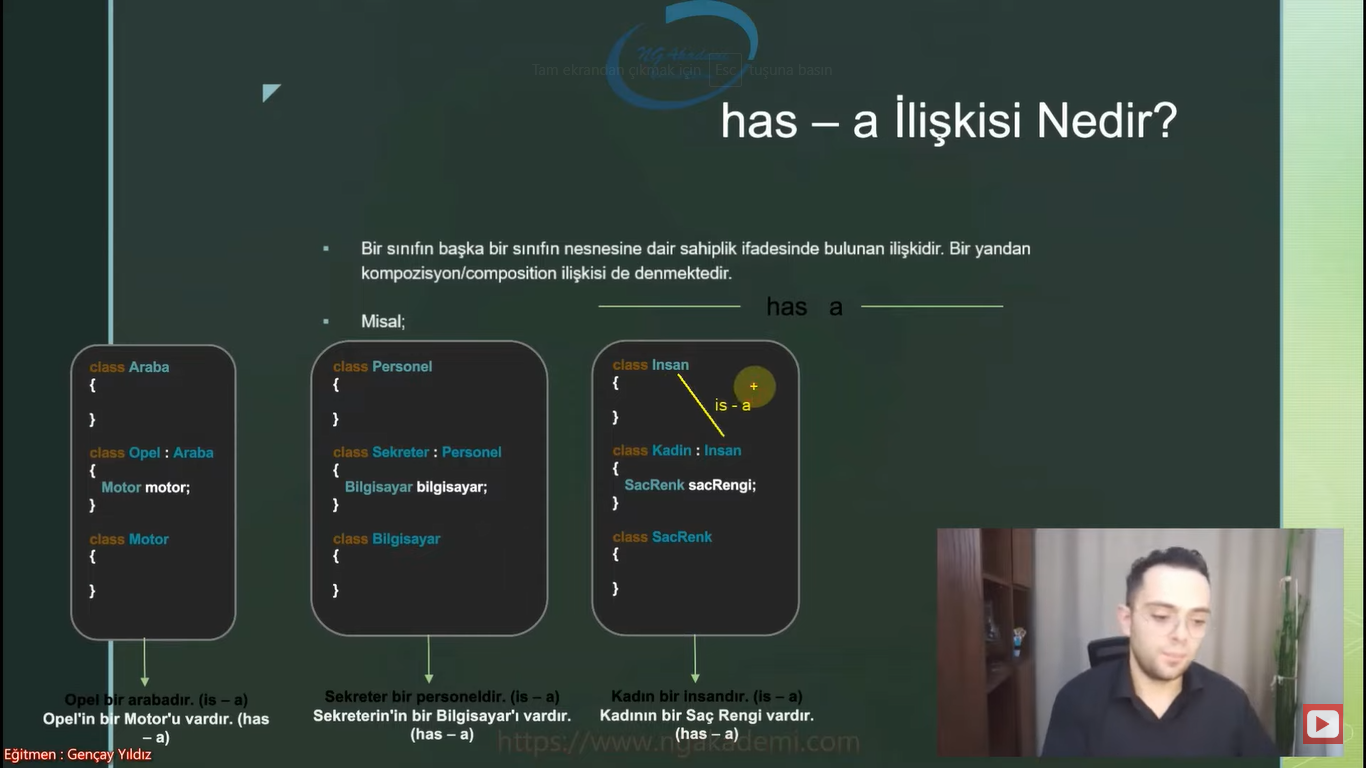 NG Akademi
Tam ekrandan çıkmak için Esc tuşuna basın
has – a İlişkisi Nedir?
Bir sınıfın başka bir sınıfın nesnesine dair sahiplik ifadesinde bulunan ilişkidir. Bir yandan
kompozisyon/composition ilişkisi de denmektedir.
has a
Misal;
class Araba
{
}
class Opel : Araba
{
Motor motor;
}
class Motor
{
}
class Personel
{
}
class Sekreter : Personel
{
Bilgisayar bilgisayar;
}
class Bilgisayar
{
}
class Insan
{
is - a
}
class Kadin : Insan
{
SacRenk sacRengi;
}
class SacRenk
{
}
Opel bir arabadır. (is – a)
Opel'in bir Motor'u vardır. (has
– a)
Sekreter bir personeldir. (is – a)
Sekreterin'in bir Bilgisayar'ı vardır.
(has – a)
Kadın bir insandır. (is – a)
Kadının bir Saç Rengi vardır.
(has – a)
https://www.ngakademi.com
Eğitmen : Gençay Yıldız